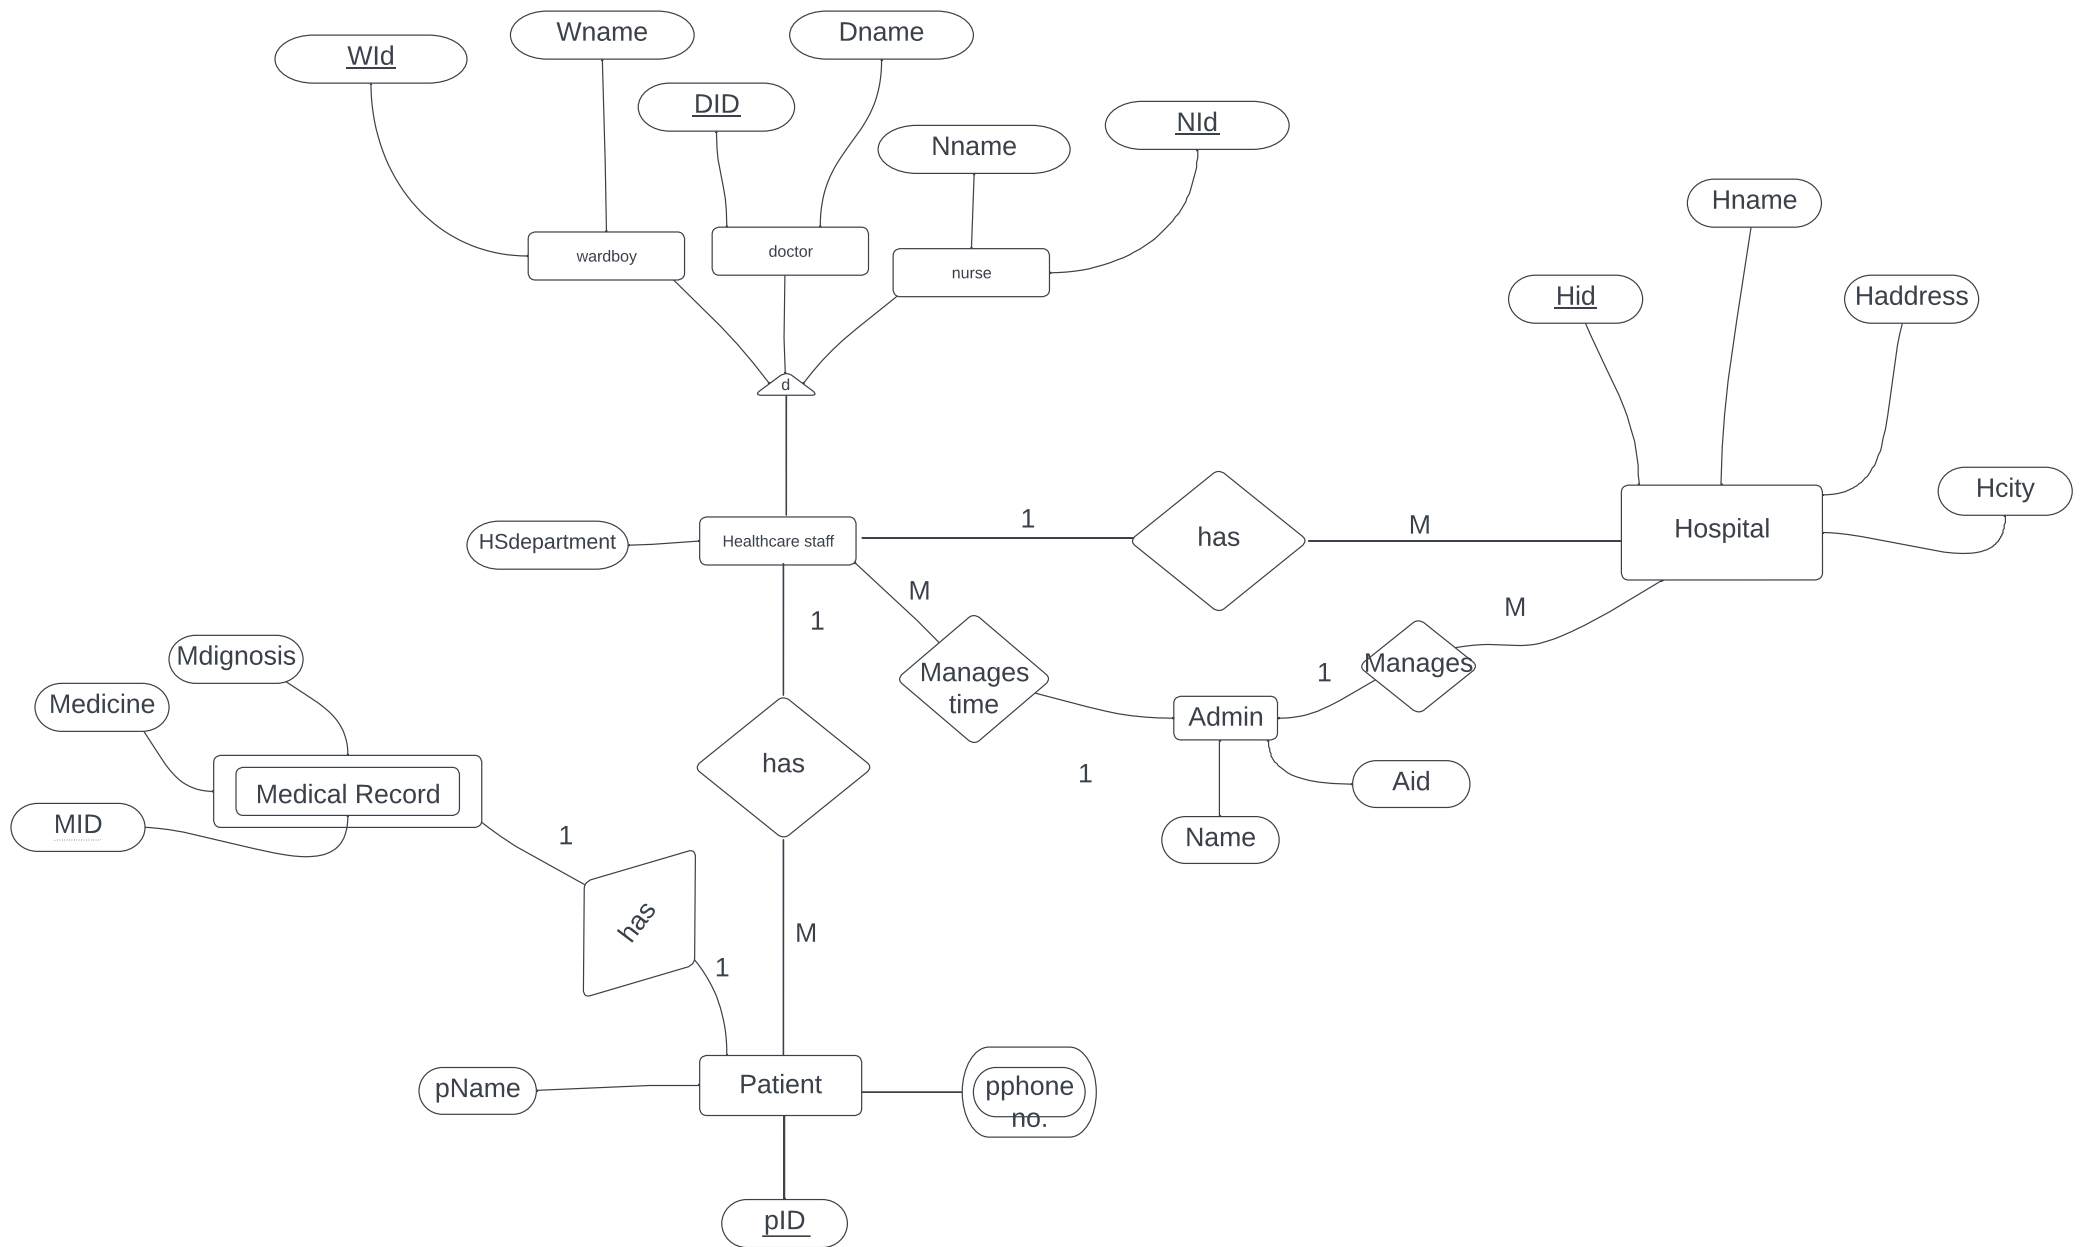 Wname
Dname
WId
DID
NId
Nname
Hname
wardboy
doctor
nurse
Hid
Haddress
d
Hcity
1
M
has
Hospital
HSdepartment
Healthcare staff
M
M
1
Mdignosis
Manages
time
1
Manages
Medicine
Admin
has
1
Aid
Medical Record
MID
1
Name
has
M
1
pName
Patient
pphone
no.
pID